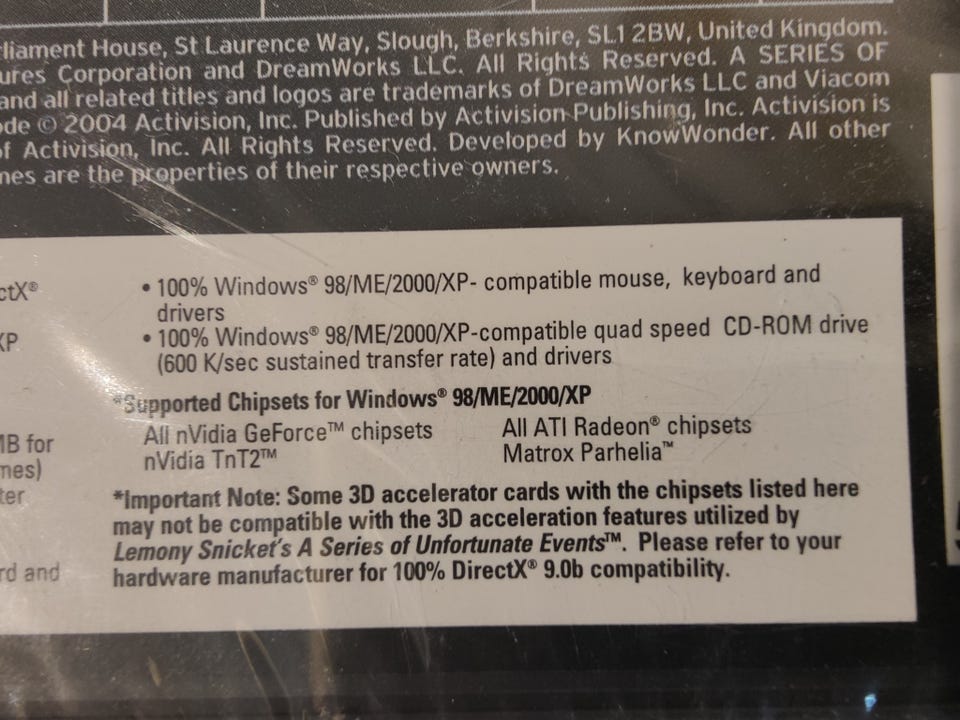 rliament House, St Laurence Way, Slough, Berkshire, SL1 2BW, United Kingdom.
ures Corporation and DreamWorks LLC. All Rights Reserved. A SERIES OF
and all related titles and logos are trademarks of DreamWorks LLC and Viacom
ode © 2004 Activision, Inc. Published by Activision Publishing, Inc. Activision is
of Activision, Inc. All Rights Reserved. Developed by KnowWonder. All other
mes are the properties of their respective owners.
ctX®
XP
MB for
mes)
ter
rd and
• 100% Windows® 98/ME/2000/XP- compatible mouse, keyboard and
drivers
• 100% Windows® 98/ME/2000/XP-compatible quad speed CD-ROM drive
(600 K/sec sustained transfer rate) and drivers
*Supported Chipsets for Windows® 98/ME/2000/XP
All nVidia GeForce™ chipsets
nVidia TnT2™
All ATI Radeon® chipsets
Matrox Parhelia™
*Important Note: Some 3D accelerator cards with the chipsets listed here
may not be compatible with the 3D acceleration features utilized by
Lemony Snicket's A Series of Unfortunate Events™. Please refer to your
hardware manufacturer for 100% DirectX® 9.0b compatibility.